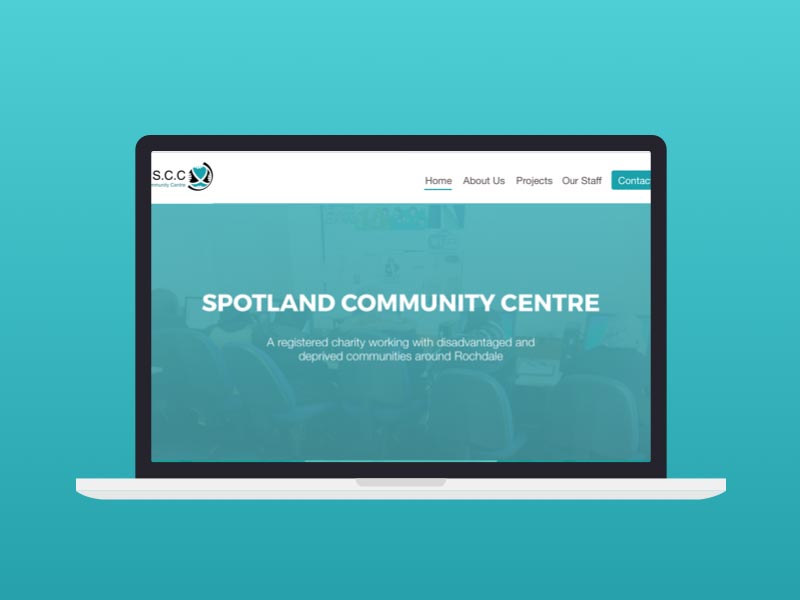 S.C.C
Home About Us Projects Our Staff Contac
munity Centre
SPOTLAND COMMUNITY CENTRE
A registered charity working with disadvantaged and
deprived communities around Rochdale